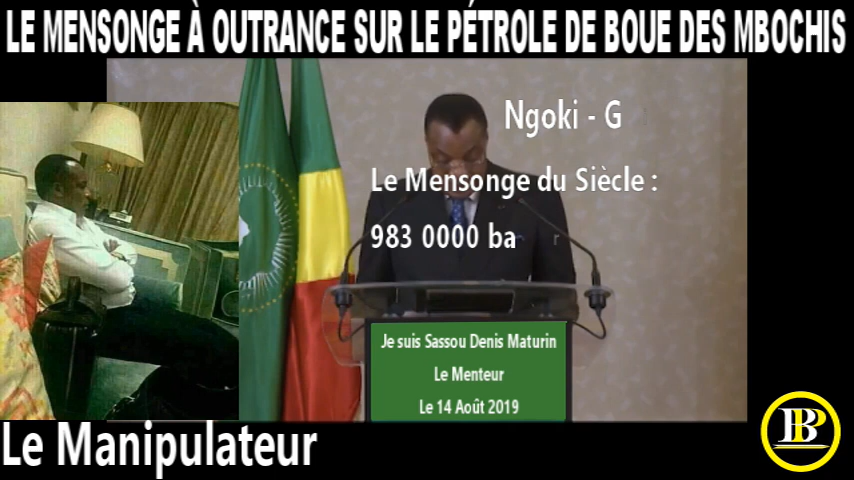 LE MENSONGE À OUTRANCE SUR LE PÉTROLE DE BOUE DES MBOCHIS
Ngoki - G
Le Mensonge du Siècle :
983 0000 ba r
Je suis Sassou Denis Maturin
Le Menteur
Le 14 Août 2019
Le Manipulateur